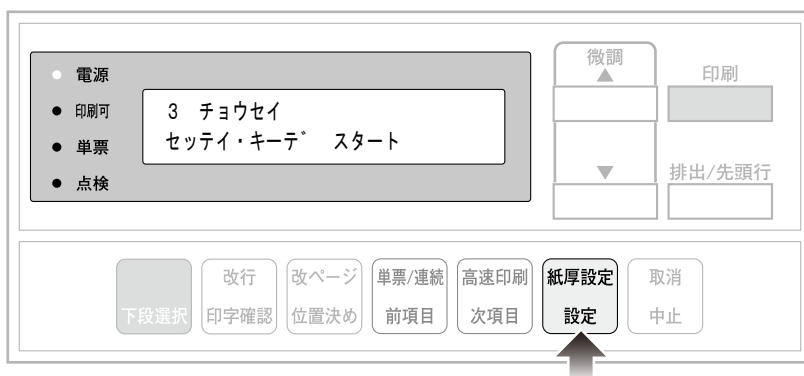 電源
印刷可
単票
点検
3 チョウセイ
セッテイ・キーデ゛ スタート
微調
印刷
排出/先頭行
下段選択
改行
印字確認
改ページ
位置決め
単票/連続
前項目
高速印刷
次項目
紙厚設定
設定
取消
中止